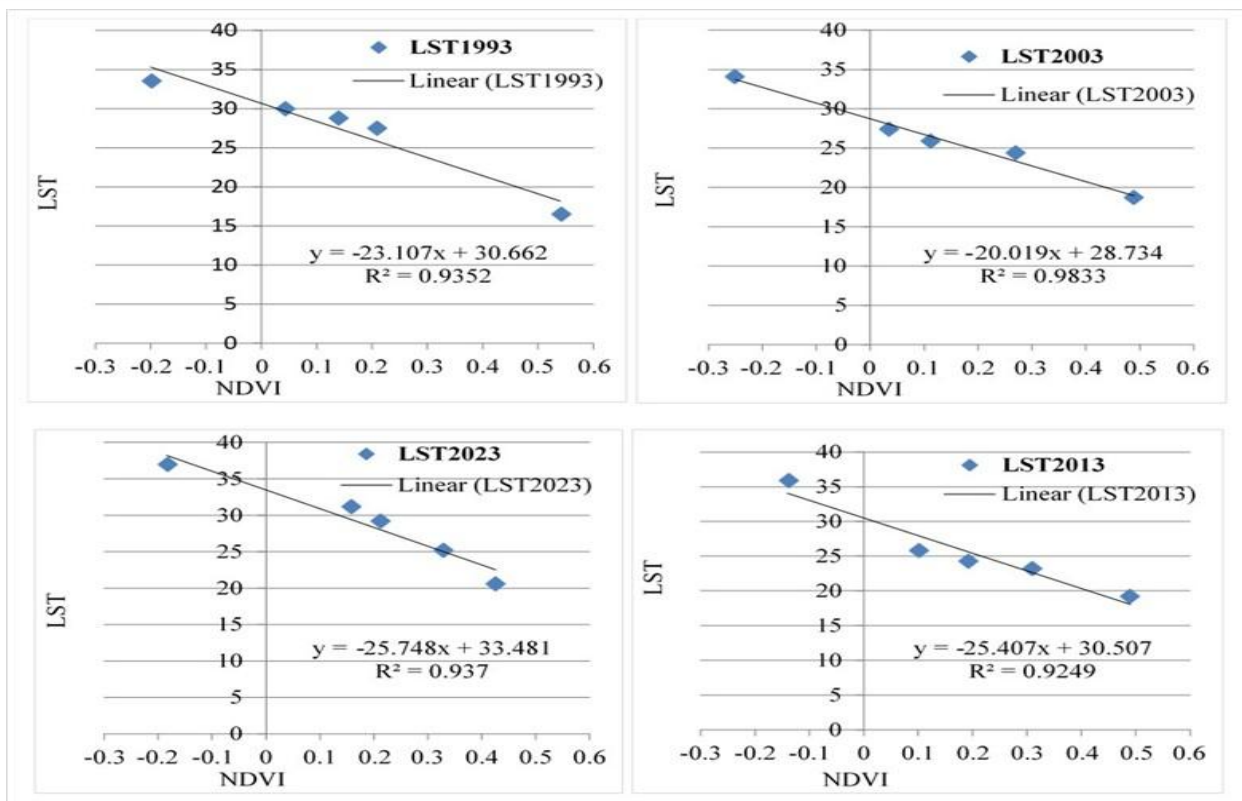 LST1993
Linear (LST1993)
40
35
30
25
20
15
10
5
0
LST
y = -23.107x + 30.662
R² = 0.9352
-0.3 -0.2 -0.1 0 0.1 0.2 0.3 0.4 0.5 0.6
NDVI
LST2003
Linear (LST2003)
40
35
30
25
20
15
10
5
0
LST
y = -20.019x + 28.734
R² = 0.9833
-0.3 -0.2 -0.1 0 0.1 0.2 0.3 0.4 0.5 0.6
NDVI
LST2023
Linear (LST2023)
40
35
30
25
20
15
10
5
0
LST
y = -25.748x + 33.481
R² = 0.937
-0.3 -0.2 -0.1 0 0.1 0.2 0.3 0.4 0.5 0.6
NDVI
LST2013
Linear (LST2013)
40
35
30
25
20
15
10
5
0
LST
y = -25.407x + 30.507
R² = 0.9249
-0.3 -0.2 -0.1 0 0.1 0.2 0.3 0.4 0.5 0.6
NDVI